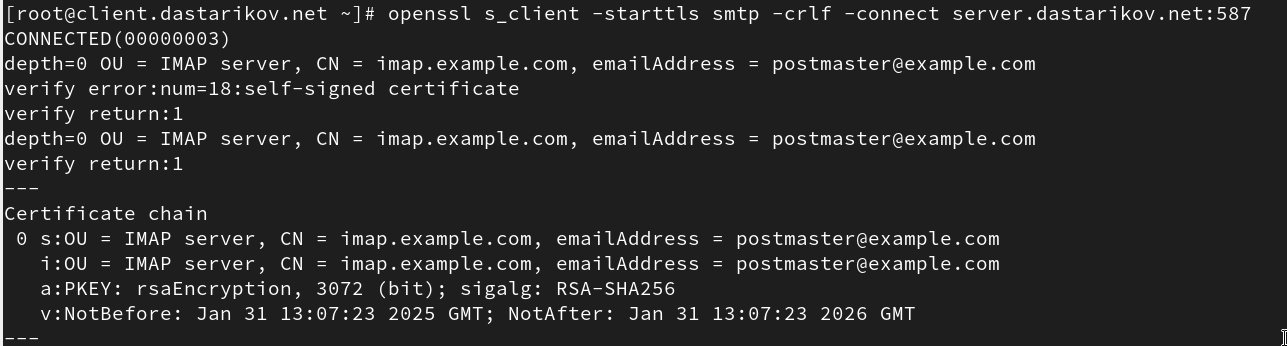 [root@client.dastarikov.net ~]# openssl s_client -starttls smtp -crlf -connect server.dastarikov.net:587
CONNECTED(00000003)
depth=0 OU = IMAP server, CN = imap.example.com, emailAddress = postmaster@example.com
verify error:num=18:self-signed certificate
verify return:1
depth=0 OU = IMAP server, CN = imap.example.com, emailAddress = postmaster@example.com
verify return:1
---
Certificate chain
 0 s:OU = IMAP server, CN = imap.example.com, emailAddress = postmaster@example.com
   i:OU = IMAP server, CN = imap.example.com, emailAddress = postmaster@example.com
   a:PKEY: rsaEncryption, 3072 (bit); sigalg: RSA-SHA256
   v:NotBefore: Jan 31 13:07:23 2025 GMT; NotAfter: Jan 31 13:07:23 2026 GMT
---